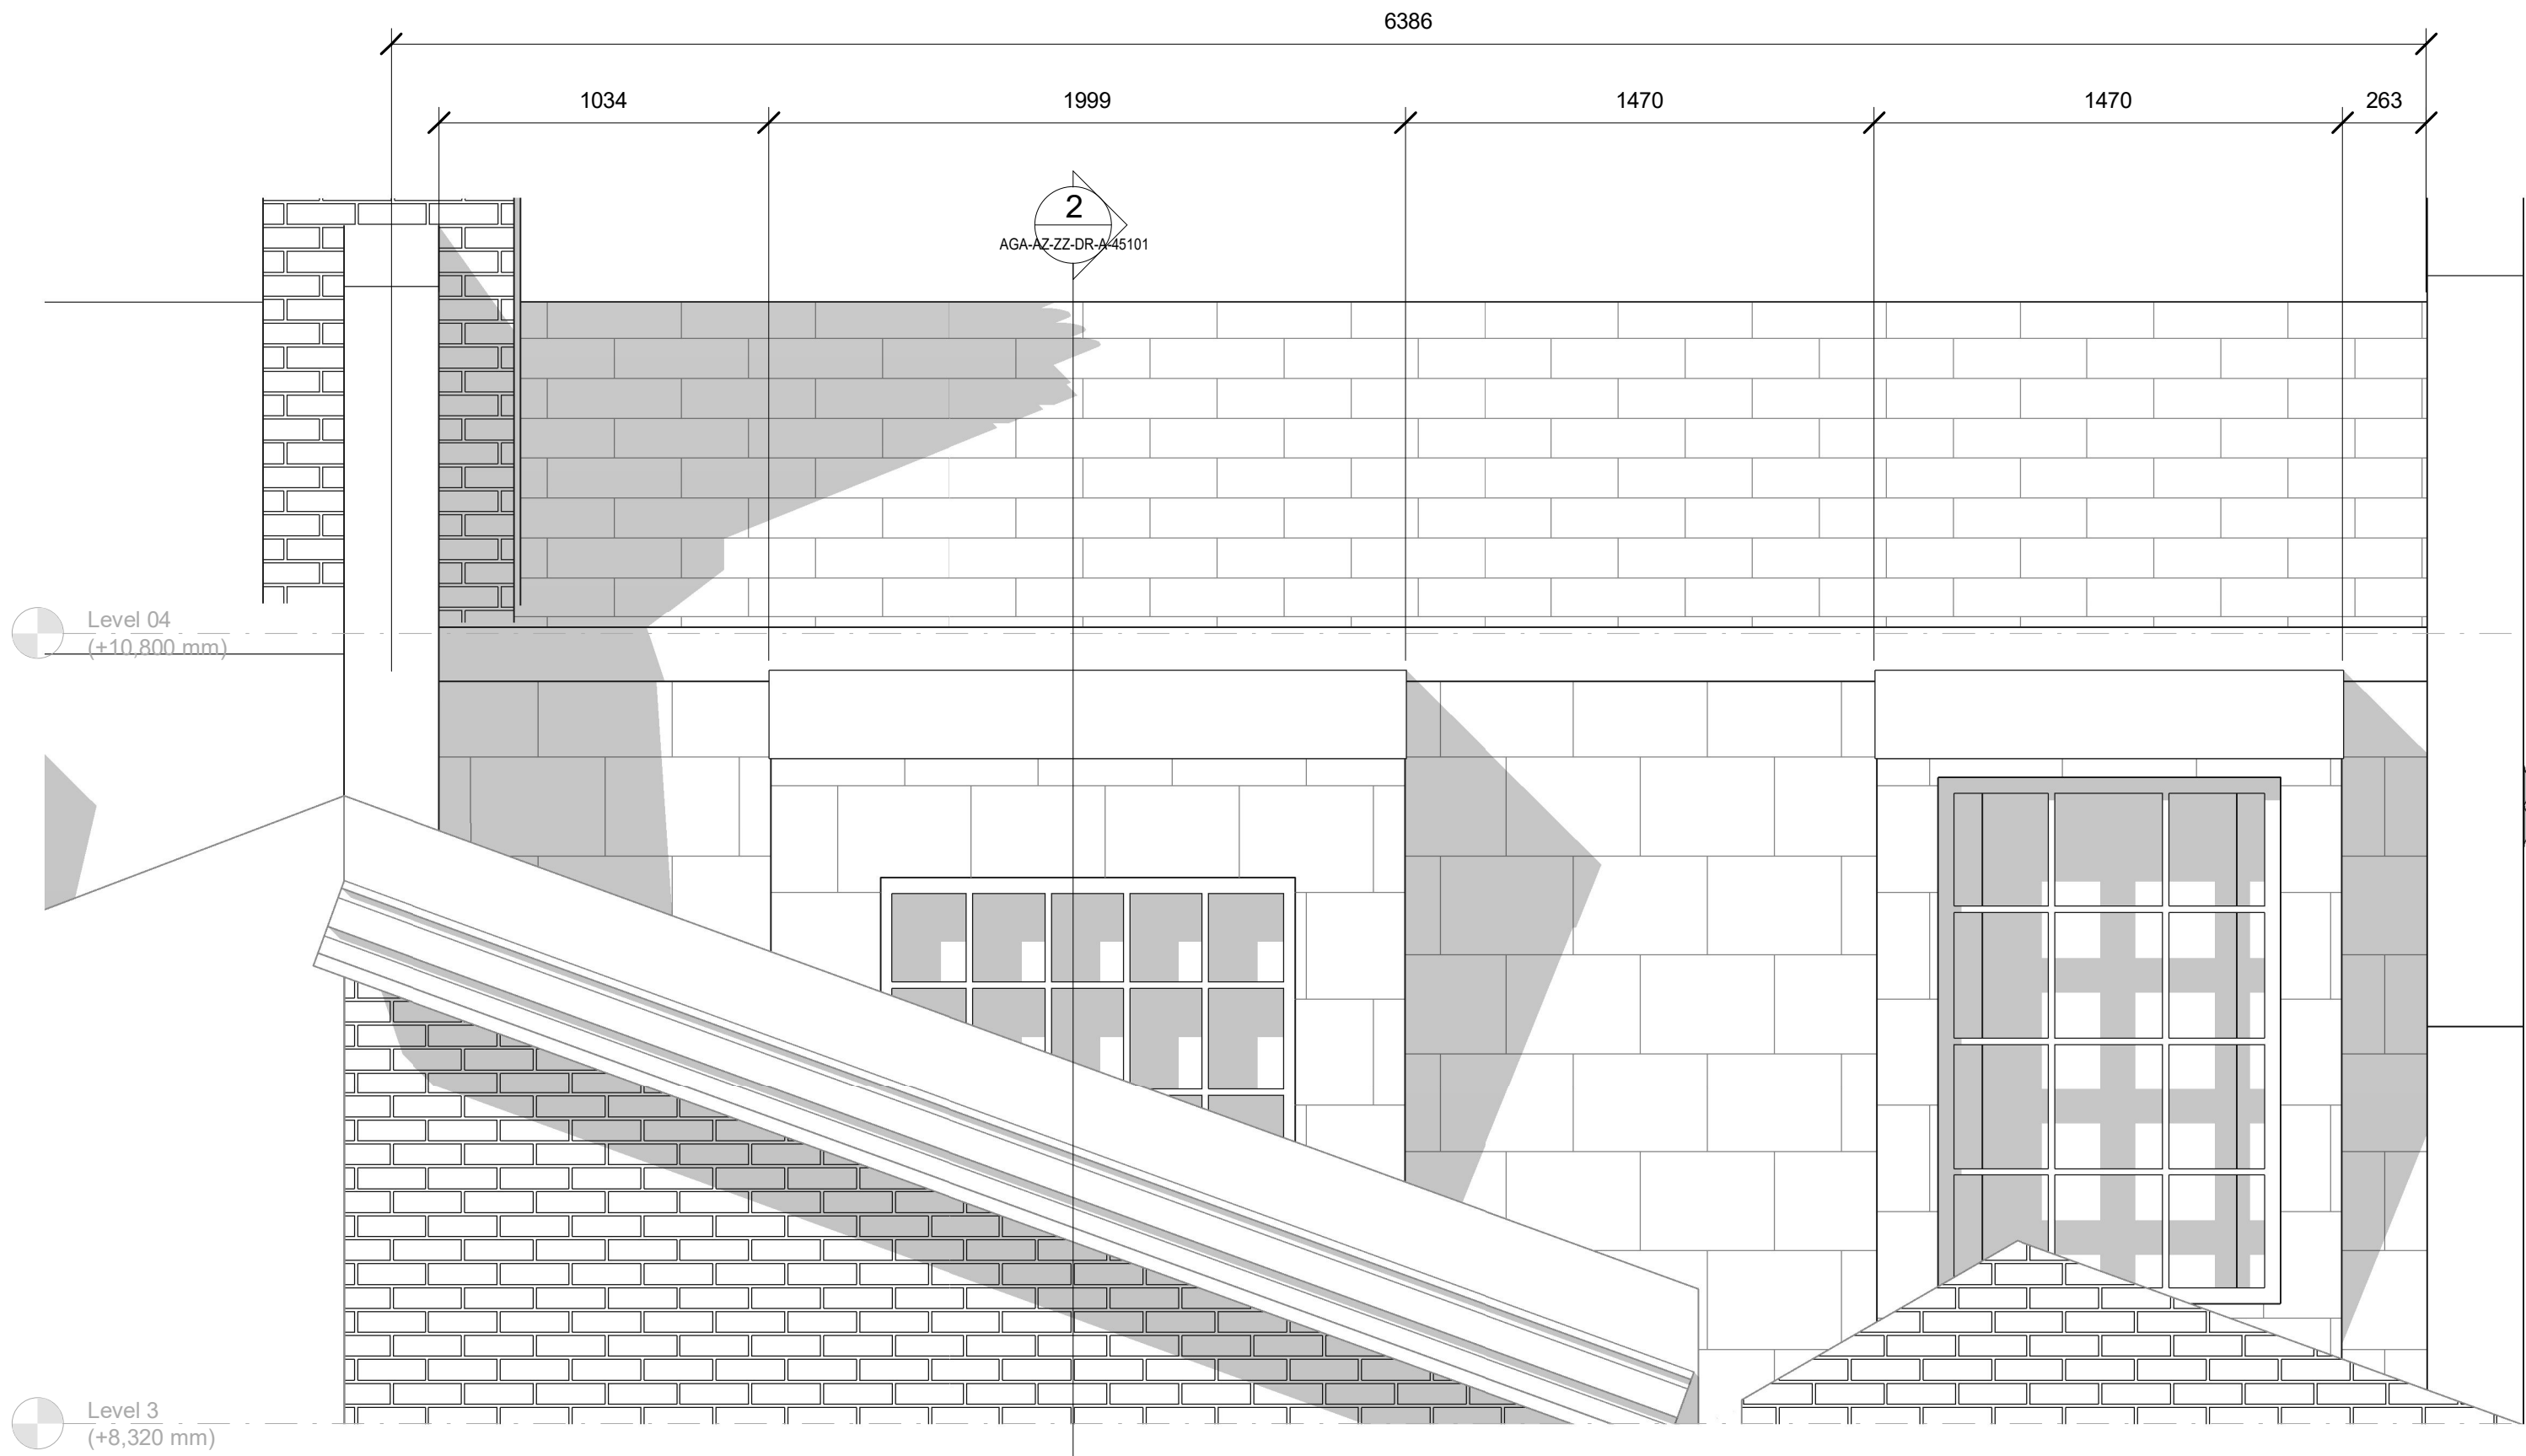 6386
1034
1999
1470
1470
263
2
AGA-AZ-ZZ-DR-A-45101
Level 04
(+10,800 mm)
Level 3
(+8,320 mm)